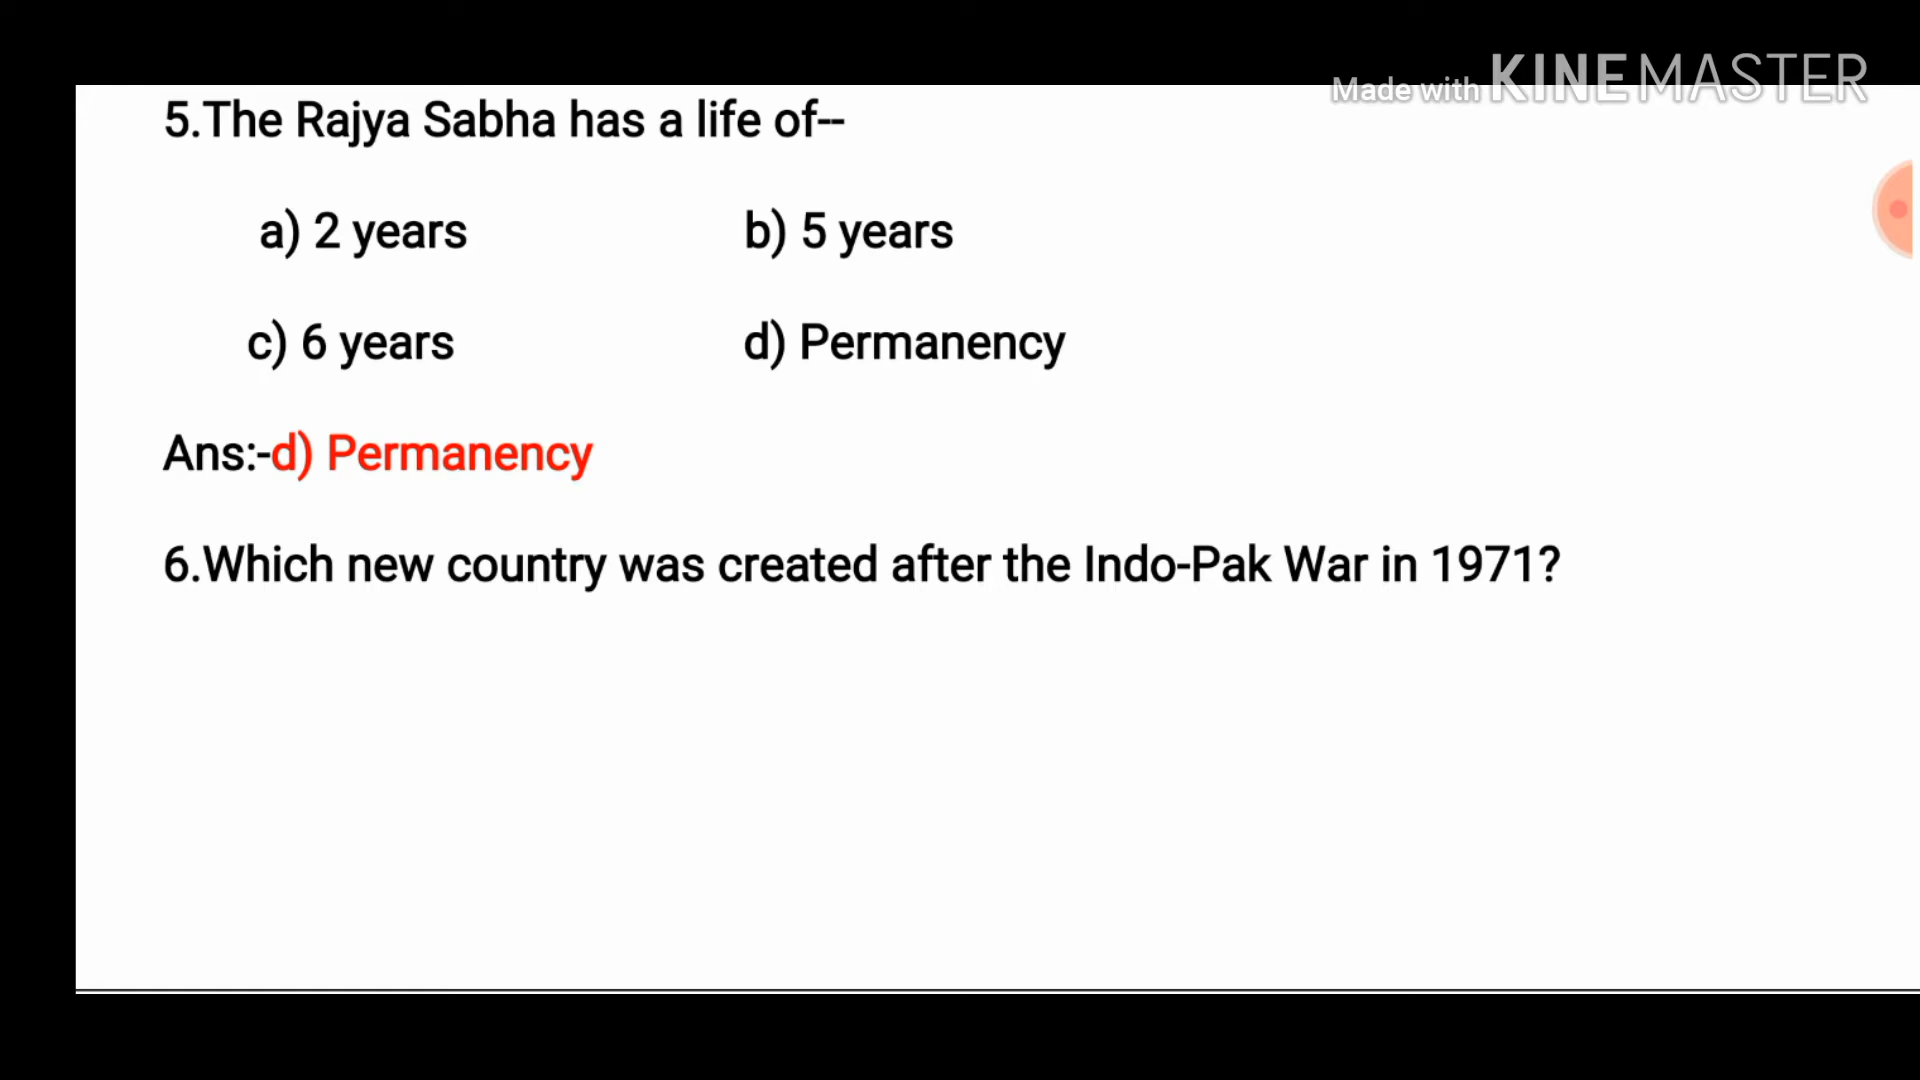 Made with KINEMASTER
5.The Rajya Sabha has a life of--
a) 2 years b) 5 years
c) 6 years d) Permanency
Ans:-d) Permanency
6.Which new country was created after the Indo-Pak War in 1971?